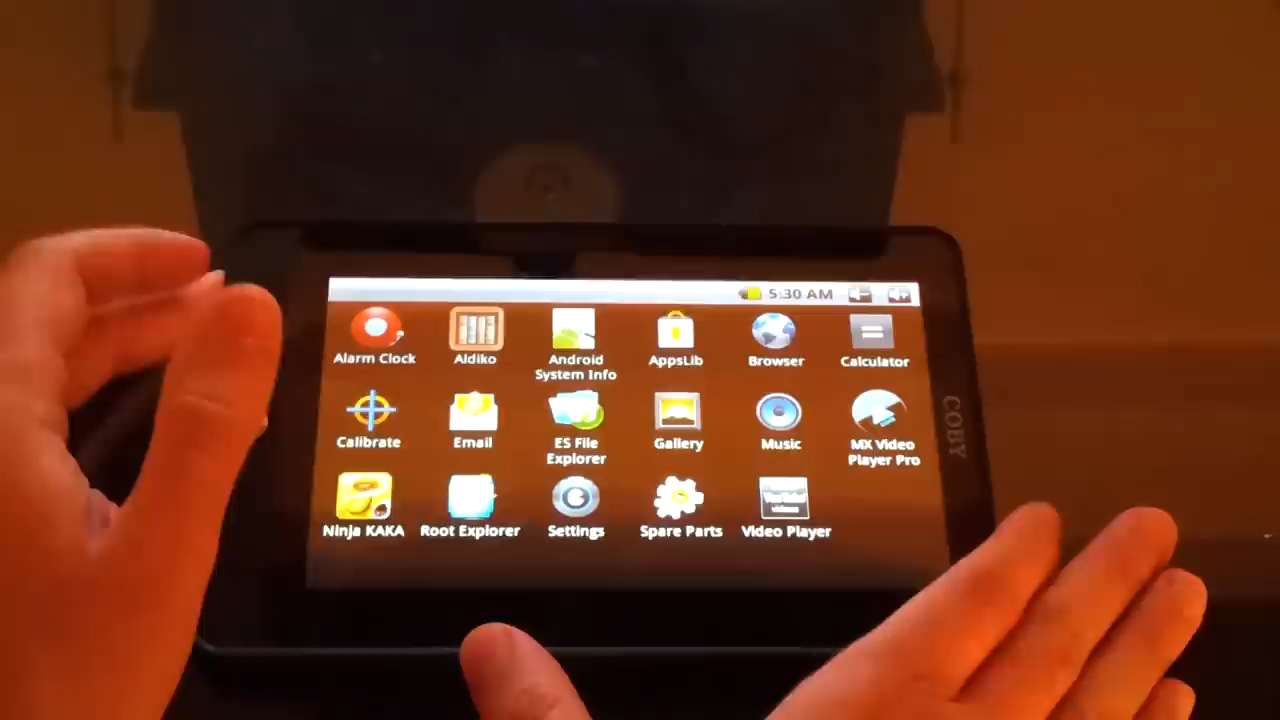 5:30 AM
Alarm Clock
Aldiko
Android
System Info
AppsLib
Browser
Calculator
Calibrate
Email
ES File
Explorer
Gallery
Music
MX Video
Player Pro
Ninja KAKA
Root Explorer
Settings
Spare Parts
Video Player
COBY